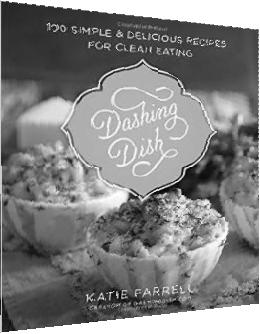 100 SIMPLE & DELICIOUS RECIPES
FOR CLEAN EATING
Dashing
Dish
KATIE FARRELL